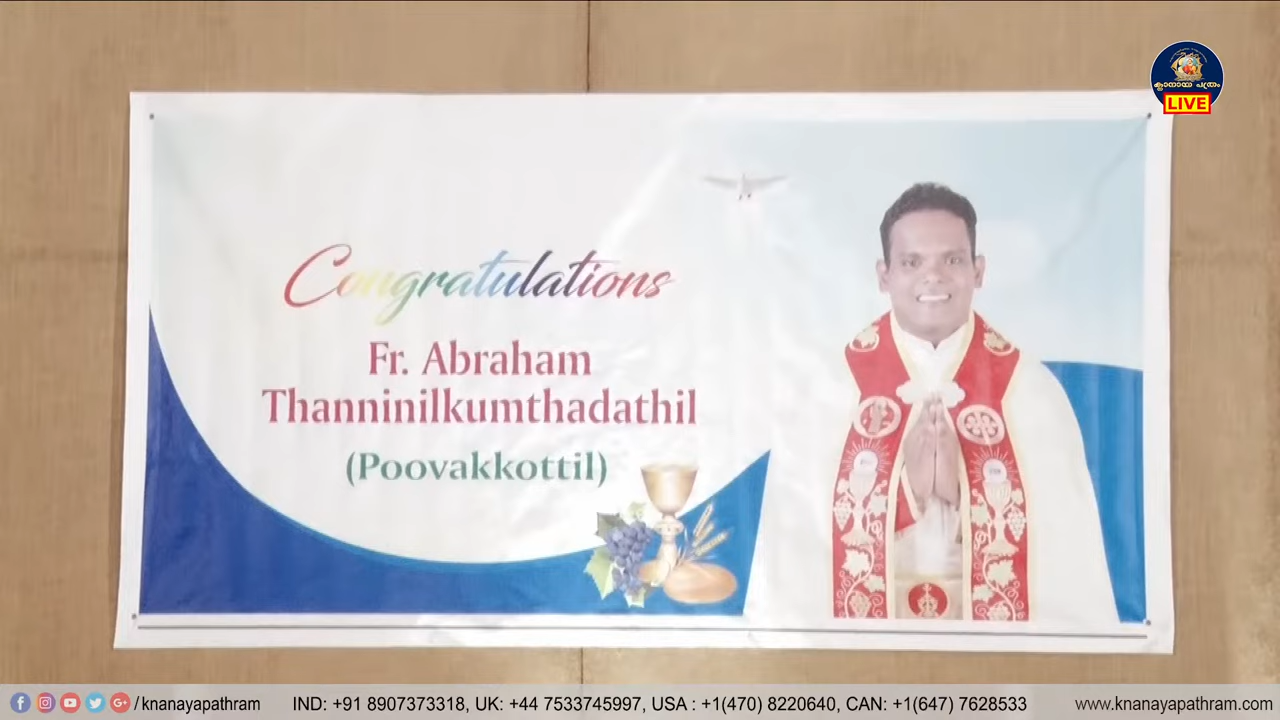 ക്നാനായ പത്രം
LIVE
Congratulations
Fr. Abraham
Thanninilkumthadathil
(Poovakkottil)
/knanayapathram IND: +91 8907373318, UK: +44 7533745997, USA : +1(470) 8220640, CAN: +1(647) 7628533 www.knanayapathram.com